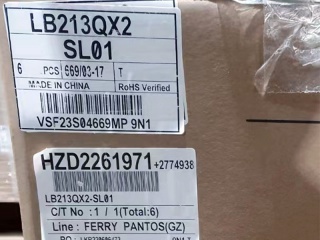 LB213QX2
SL01
6 PCS 669/03-17 T
MADE IN CHINA RoHS Verified
VSF23S04669MP 9N1
HZD2261971 +2774938
LB213QX2-SL01
C/T No :1 / 1(Total:6)
Line : FERRY PANTOS(GZ)